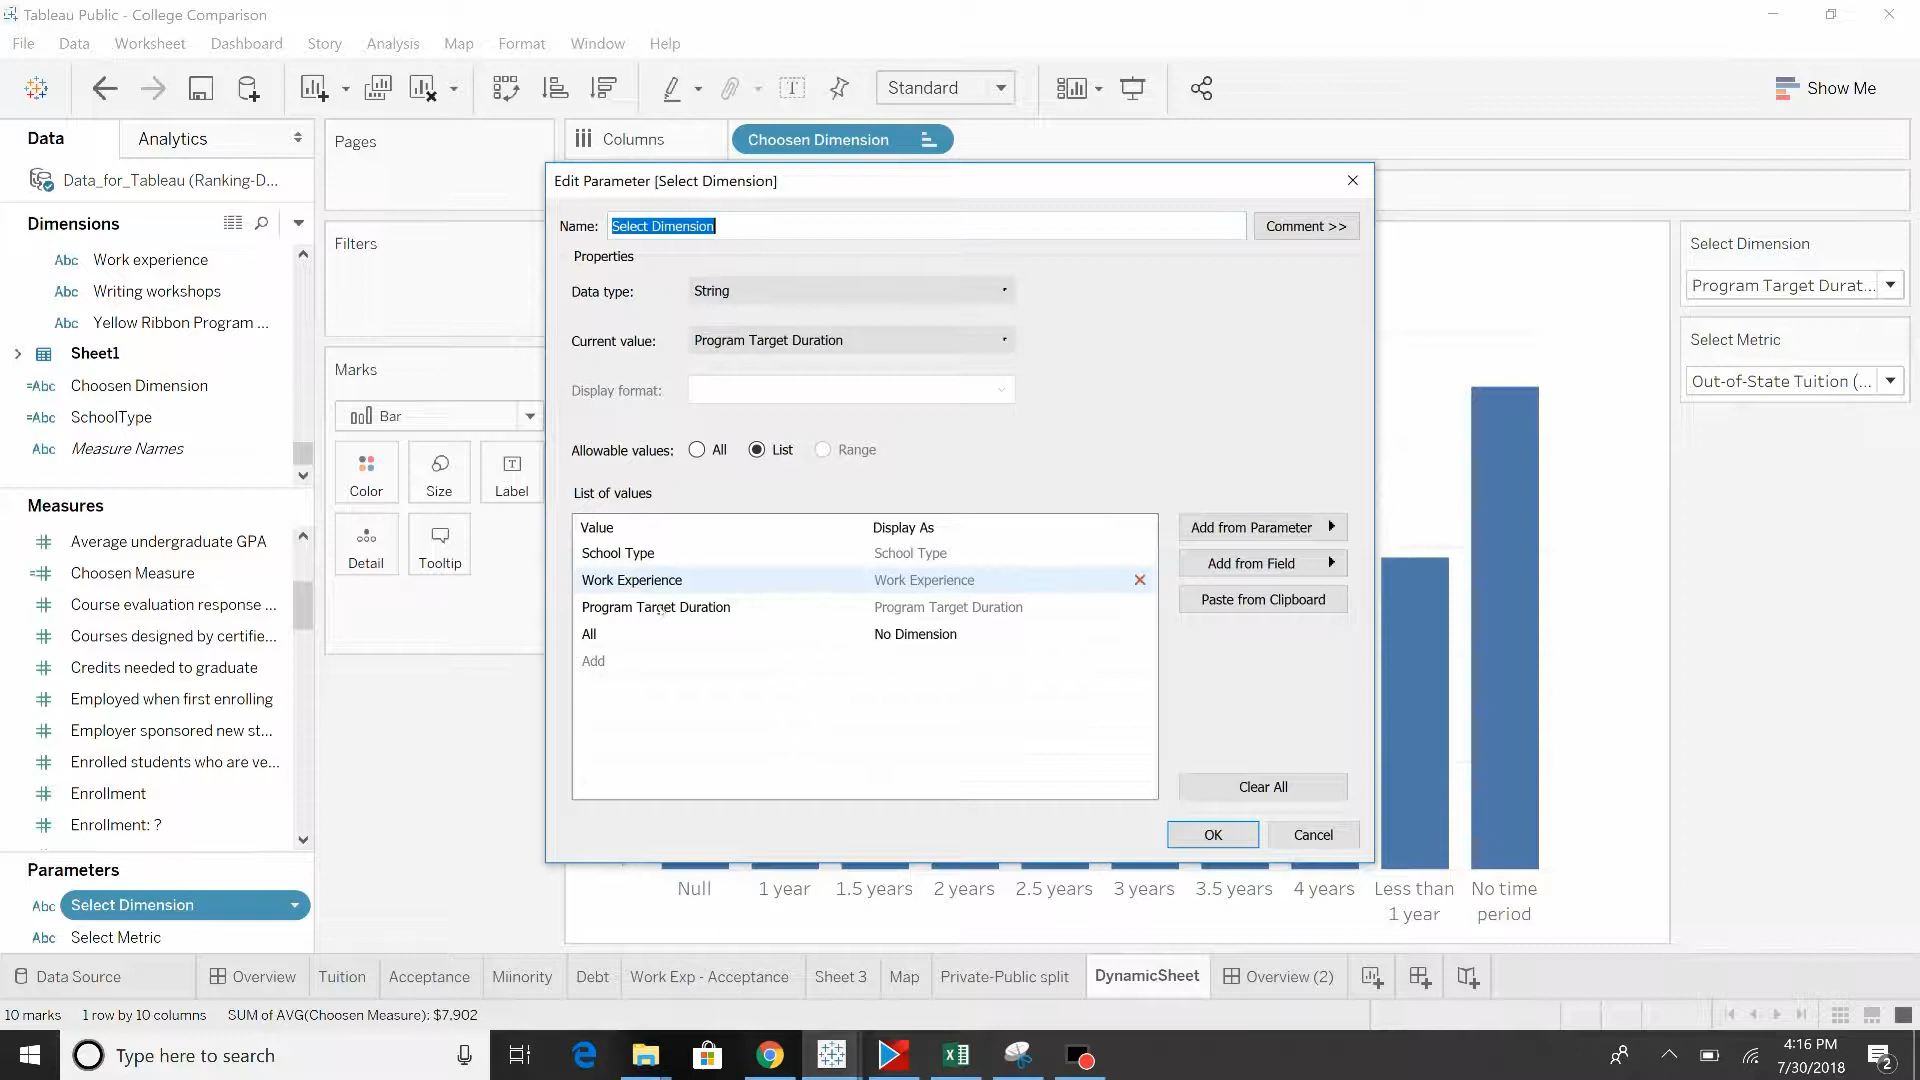 Tableau Public - College Comparison
File Data Worksheet Dashboard Story Analysis Map Format Window Help
Standard
Show Me
Data
Analytics
Pages
Columns
Choosen Dimension
Data_for_Tableau (Ranking-D...
Edit Parameter [Select Dimension]
Dimensions
Name: Select Dimension
Comment >>
Filters
Select Dimension
Work experience
Abc
Properties
Writing workshops
Abc
Data type: String
Program Target Durat...
Yellow Ribbon Program ...
Abc
Current value: Program Target Duration
Select Metric
Sheet1
Marks
Out-of-State Tuition (...
=Abc Choosen Dimension
Display format:
Bar
=Abc SchoolType
Abc Measure Names
Allowable values: All List Range
Color Size Label
List of values
Measures
Value Display As
Add from Parameter
Average undergraduate GPA
School Type School Type
Detail Tooltip
Add from Field
Choosen Measure
Work Experience Work Experience
Paste from Clipboard
Course evaluation response ...
Program Target Duration Program Target Duration
Courses designed by certifie...
All No Dimension
Credits needed to graduate
Add
Employed when first enrolling
Employer sponsored new st...
Enrolled students who are ve...
Clear All
Enrollment
Enrollment: ?
OK Cancel
Parameters
Null 1 year 1.5 years 2 years 2.5 years 3 years 3.5 years 4 years Less than 1 year No time period
Abc Select Dimension
Abc Select Metric
Data Source Overview Tuition Acceptance Miinority Debt Work Exp - Acceptance Sheet 3 Map Private-Public split DynamicSheet Overview (2)
10 marks 1 row by 10 columns SUM of AVG(Choosen Measure): $7.902
Type here to search
4:16 PM
7/30/2018
2